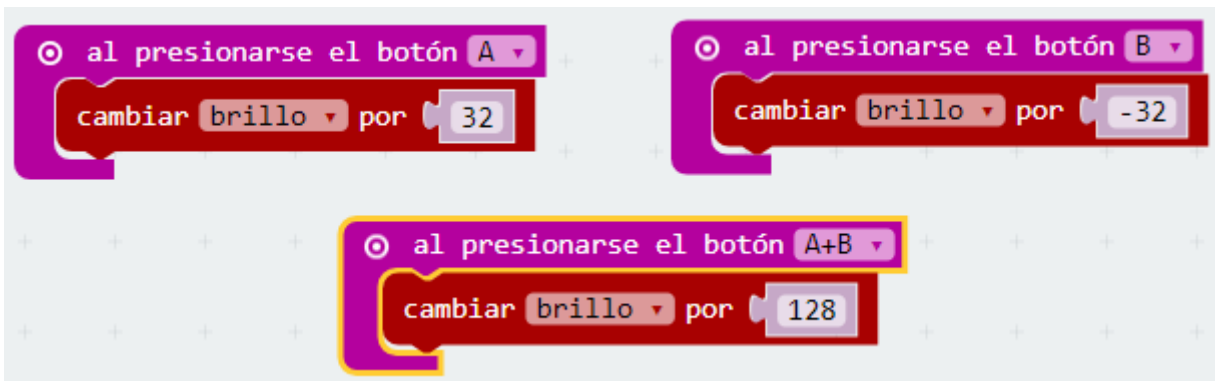 al presionarse el botón A
cambiar brillo por 32
al presionarse el botón B
cambiar brillo por -32
al presionarse el botón A+B
cambiar brillo por 128